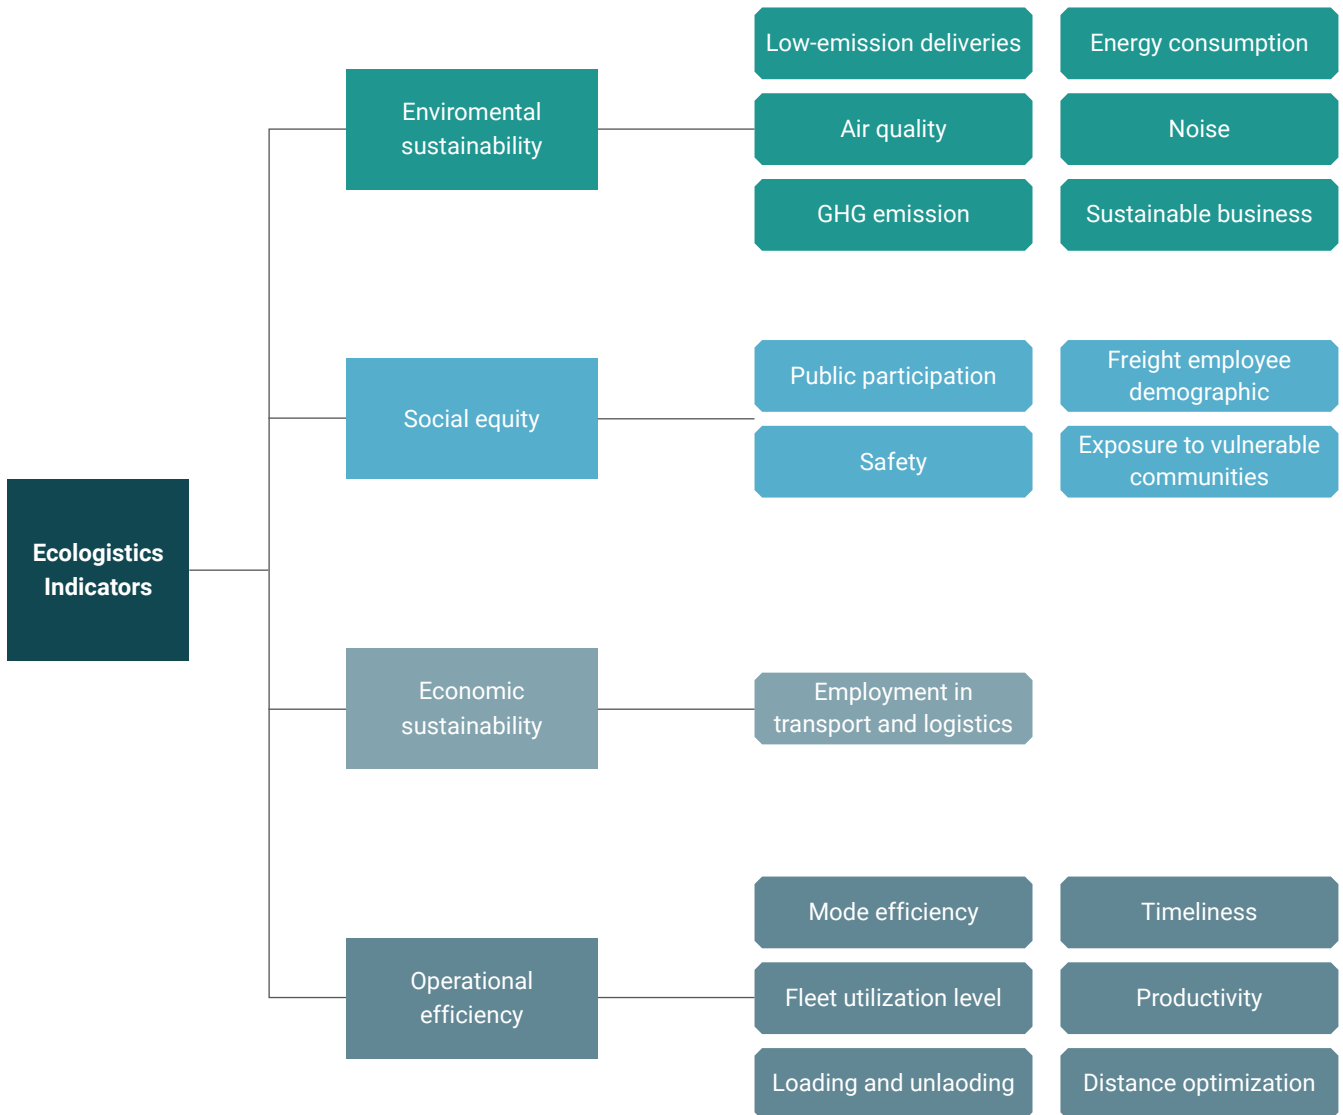 Low-emission deliveries
Energy consumption
Enviromental
sustainability
Air quality
Noise
GHG emission
Sustainable business
Public participation
Freight employee
demographic
Social equity
Safety
Exposure to vulnerable
communities
Ecologistics
Indicators
Economic
sustainability
Employment in
transport and logistics
Mode efficiency
Timeliness
Operational
efficiency
Fleet utilization level
Productivity
Loading and unlaoding
Distance optimization